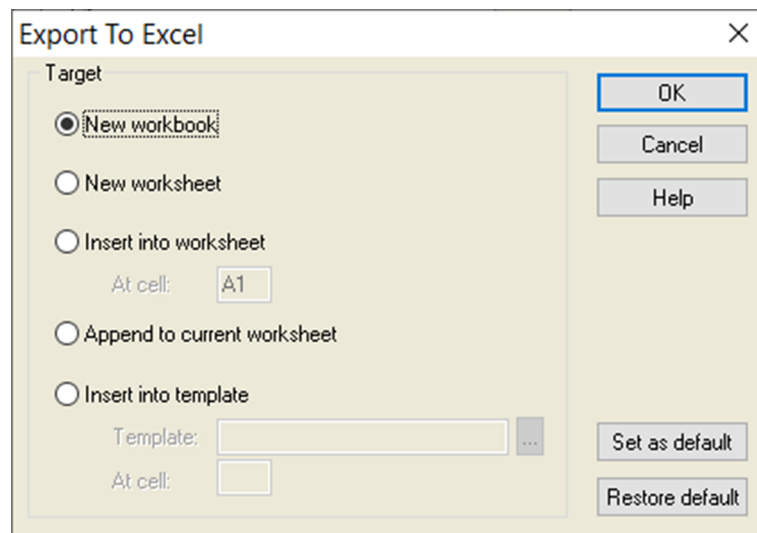 Export To Excel
Target
New workbook
New worksheet
Insert into worksheet
At cell: A1
Append to current worksheet
Insert into template
Template: ...
At cell:
OK
Cancel
Help
Set as default
Restore default